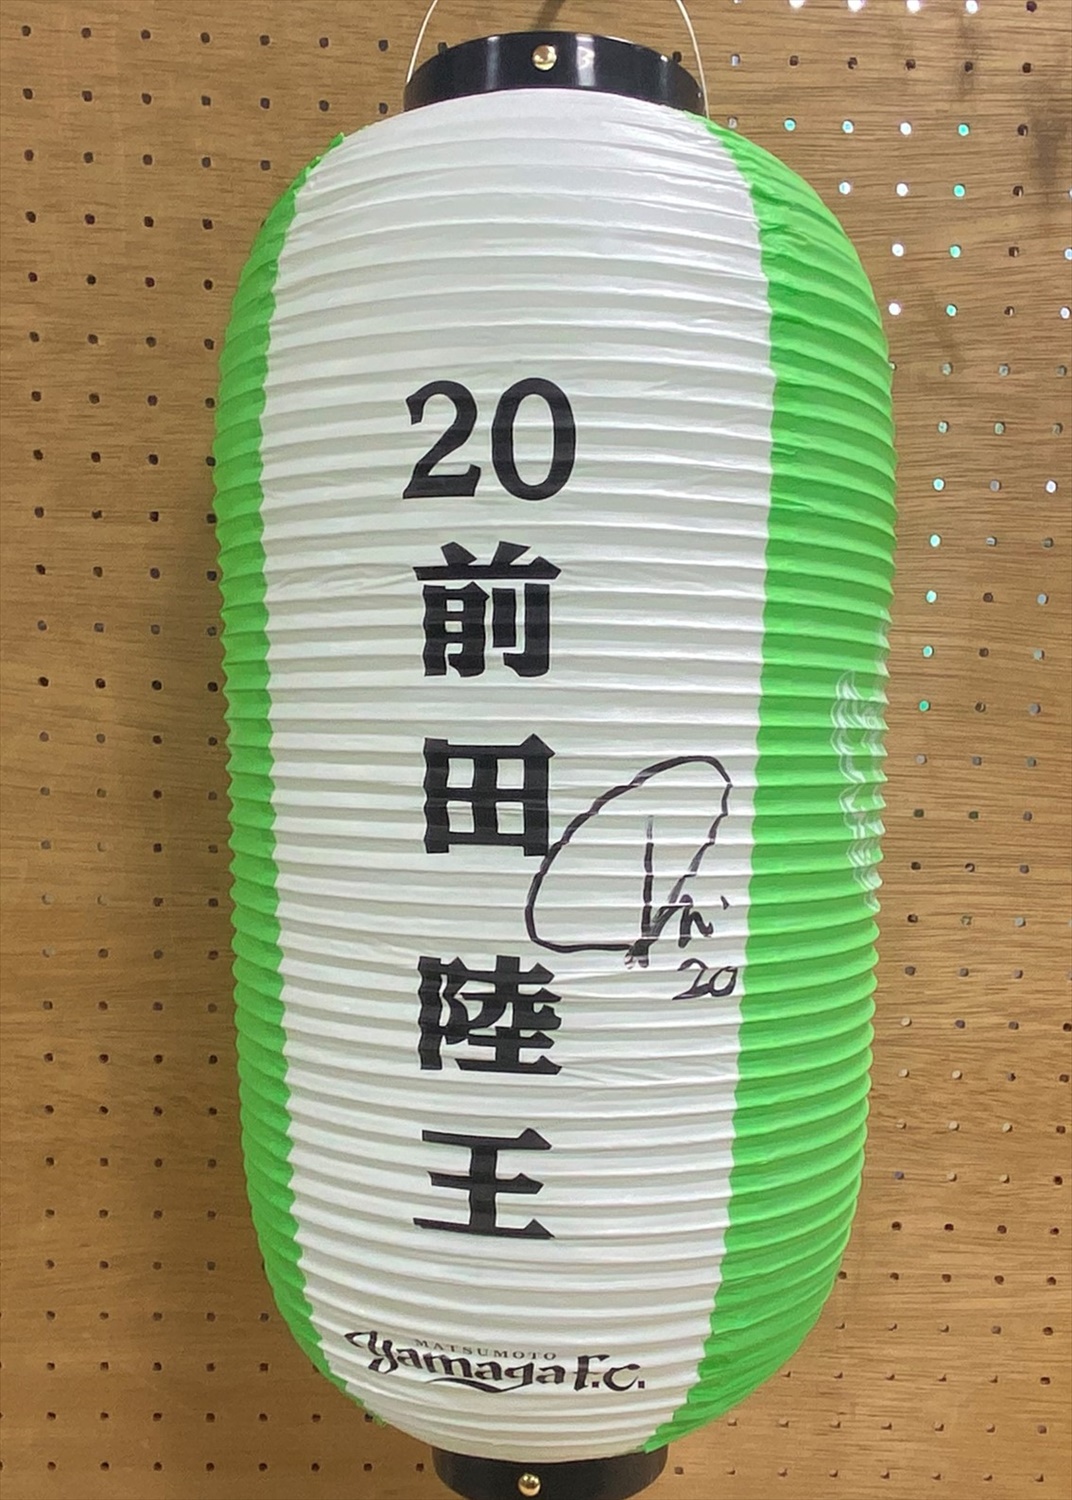 20
前
田
陸
王
20
MATSUMOTO
yamaga F.C.